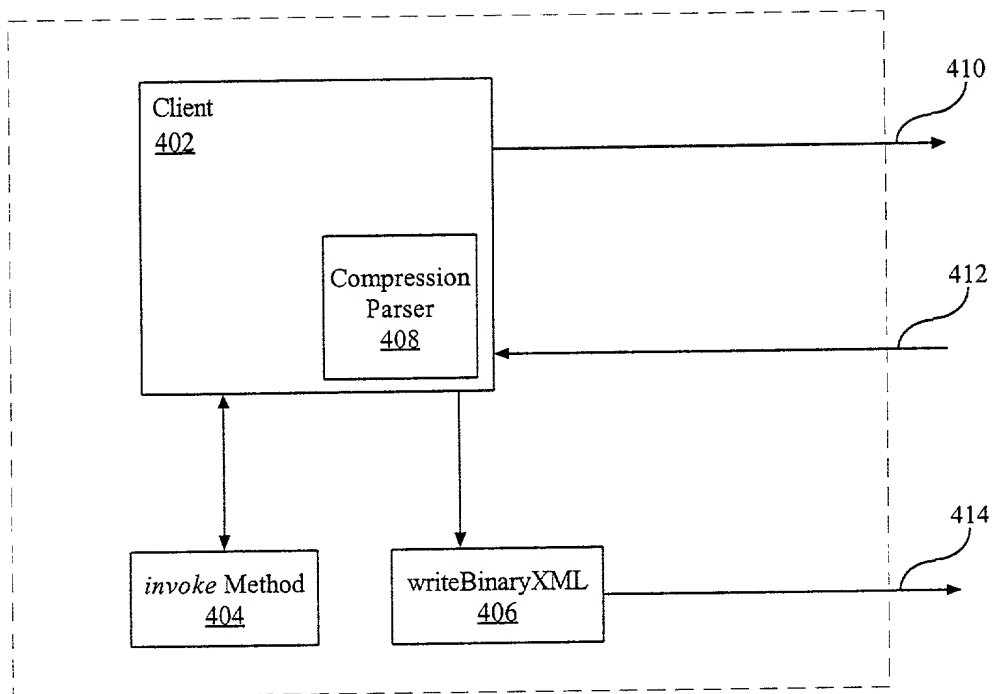 410
Client
402
412
Compression
Parser
408
414
invoke Method
404
writeBinaryXML
406